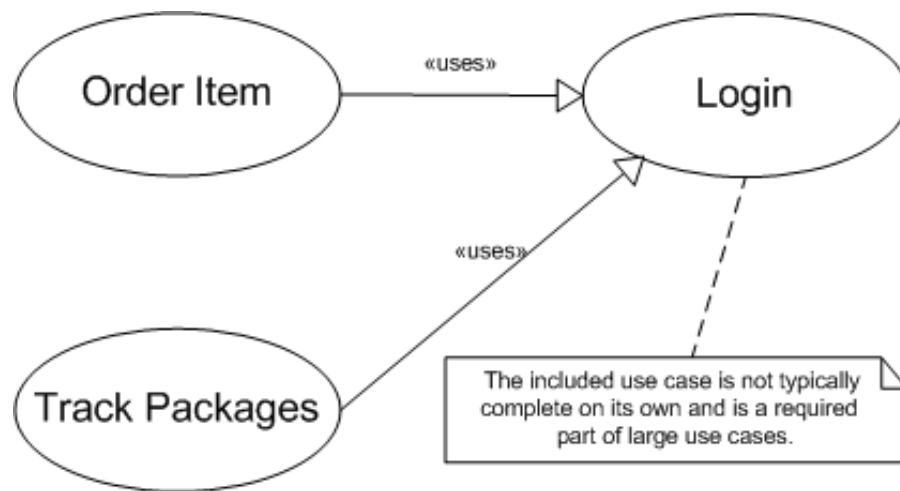 Order Item
«uses»
Login
«uses»
Track Packages
The included use case is not typically
complete on its own and is a required
part of large use cases.